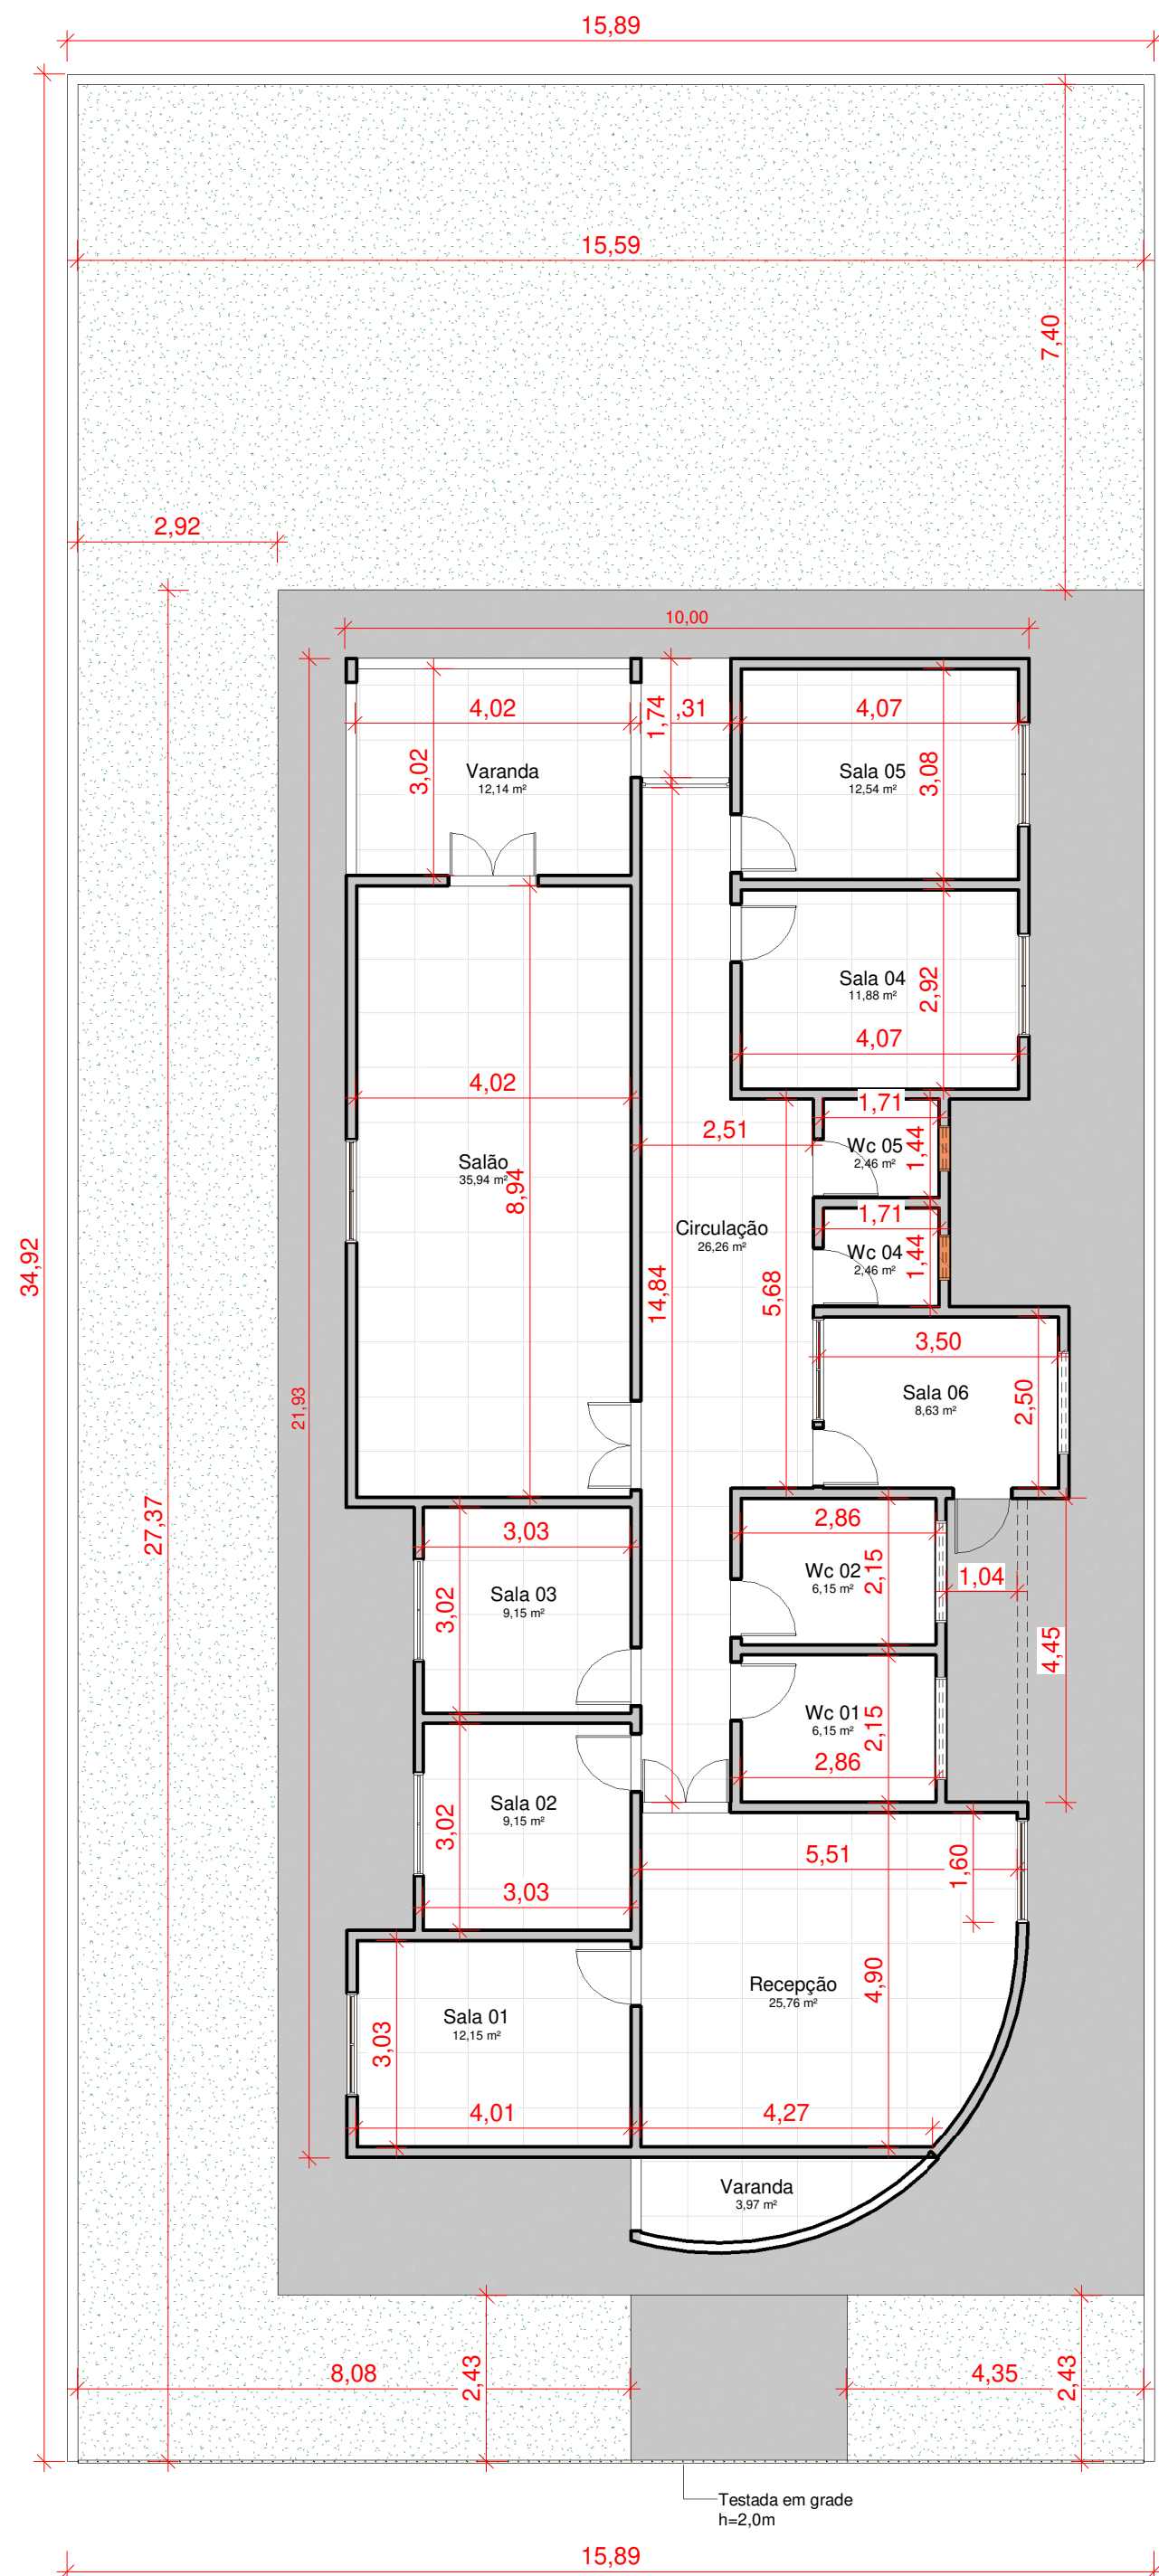 15,89
15,59
7,40
2,92
10,00
4,02
1,74
,31
4,07
3,02
Varanda
12,14 m²
Sala 05
12,54 m²
3,08
Sala 04
11,88 m²
2,92
4,07
4,02
1,71
2,51
Wc 05
2,46 m²
1,44
Salão
35,94 m²
8,94
1,71
Circulação
26,26 m²
Wc 04
2,46 m²
1,44
34,92
14,84
5,68
3,50
Sala 06
8,63 m²
2,50
21,93
27,37
3,03
2,86
Sala 03
9,15 m²
3,02
Wc 02
6,15 m²
2,15
1,04
4,45
Wc 01
6,15 m²
2,15
2,86
Sala 02
9,15 m²
3,02
3,03
5,51
1,60
Recepção
25,76 m²
4,90
Sala 01
12,15 m²
3,03
4,01
4,27
Varanda
3,97 m²
8,08
2,43
4,35
2,43
Testada em grade
h=2,0m
15,89